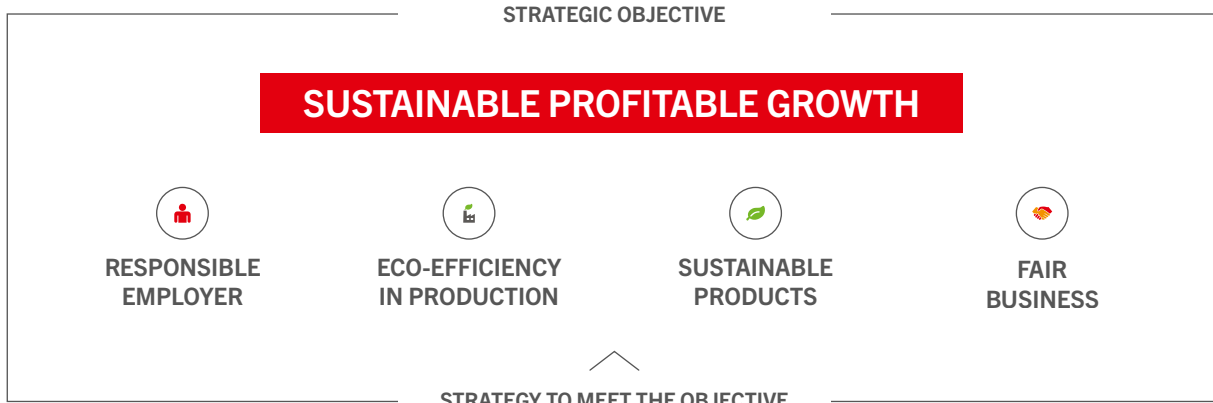 STRATEGIC OBJECTIVE
SUSTAINABLE PROFITABLE GROWTH
RESPONSIBLE
EMPLOYER
ECO-EFFICIENCY
IN PRODUCTION
SUSTAINABLE
PRODUCTS
FAIR
BUSINESS
STRATEGY TO MEET THE OBJECTIVE